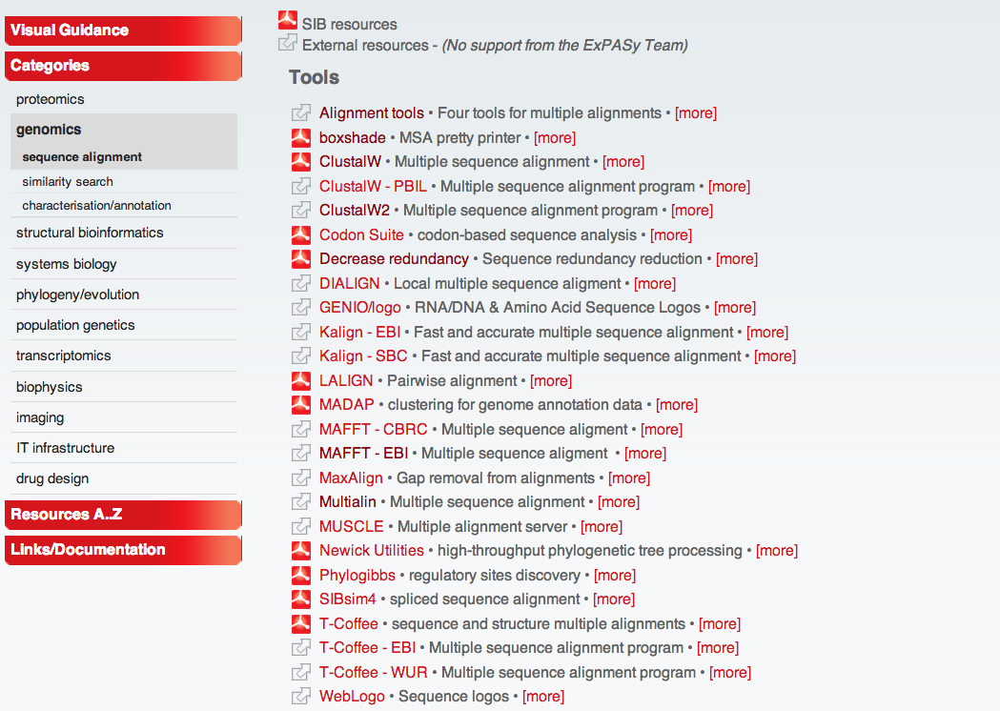 Visual Guidance
Categories
proteomics
genomics
sequence alignment
similarity search
characterisation/annotation
structural bioinformatics
systems biology
phylogeny/evolution
population genetics
transcriptomics
biophysics
imaging
IT infrastructure
drug design
Resources A..Z
Links/Documentation
SIB resources
External resources - (No support from the ExPASy Team)
Tools
Alignment tools • Four tools for multiple alignments • [more]
boxshade • MSA pretty printer • [more]
ClustalW • Multiple sequence alignment • [more]
ClustalW - PBIL • Multiple sequence alignment program • [more]
ClustalW2 • Multiple sequence alignment program • [more]
Codon Suite • codon-based sequence analysis • [more]
Decrease redundancy • Sequence redundancy reduction • [more]
DIALIGN • Local multiple sequence aligment • [more]
GENIO/logo • RNA/DNA & Amino Acid Sequence Logos • [more]
Kalign - EBI • Fast and accurate multiple sequence alignment • [more]
Kalign - SBC • Fast and accurate multiple sequence alignment • [more]
LALIGN • Pairwise alignment • [more]
MADAP • clustering for genome annotation data • [more]
MAFFT - CBRC • Multiple sequence aligment • [more]
MAFFT - EBI • Multiple sequence aligment • [more]
MaxAlign • Gap removal from alignments • [more]
Multialin • Multiple sequence alignment • [more]
MUSCLE • Multiple alignment server • [more]
Newick Utilities • high-throughput phylogenetic tree processing • [more]
Phylogibbs • regulatory sites discovery • [more]
SIBsim4 • spliced sequence alignment • [more]
T-Coffee • sequence and structure multiple alignments • [more]
T-Coffee - EBI • Multiple sequence alignment program • [more]
T-Coffee - WUR • Multiple sequence alignment program • [more]
WebLogo • Sequence logos • [more]